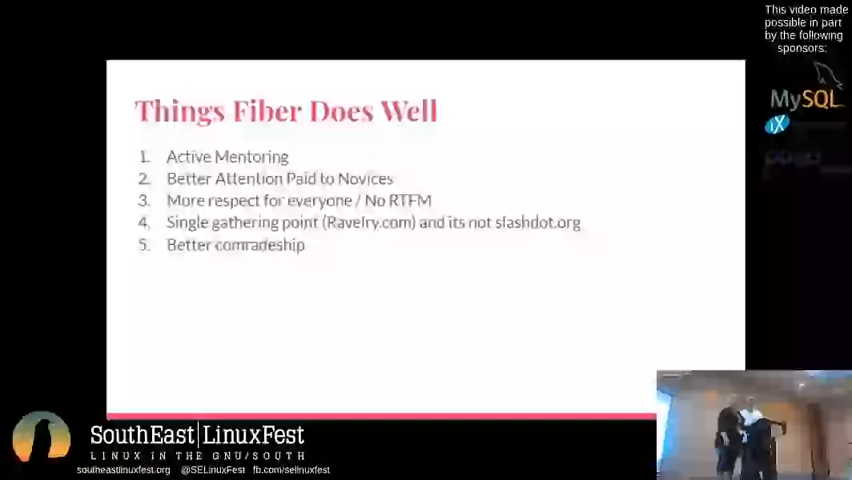 This video made
possible in part
by the following
sponsors:
MySQL
iX
Things Fiber Does Well
1. Active Mentoring
2. Better Attention Paid to Novices
3. More respect for everyone / No RTFM
4. Single gathering point (Ravelry.com) and its not slashdot.org
5. Better comradeship
SouthEast|LinuxFest
LINUX IN THE GNU/SOUTH
southeastlinuxfest.org @SELinuxFest fb.com/selinuxfest